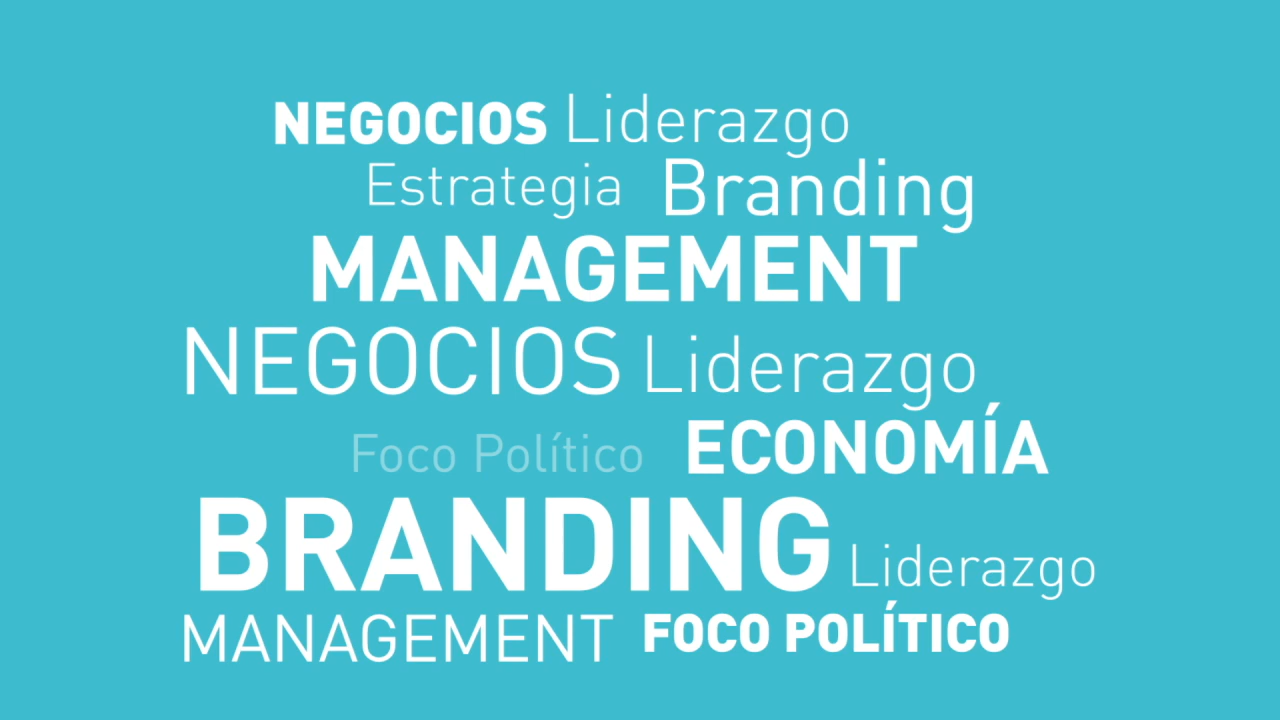 NEGOCIOS Liderazgo
Estrategia Branding
MANAGEMENT
NEGOCIOS Liderazgo
Foco Político ECONOMÍA
BRANDING Liderazgo
MANAGEMENT FOCO POLÍTICO